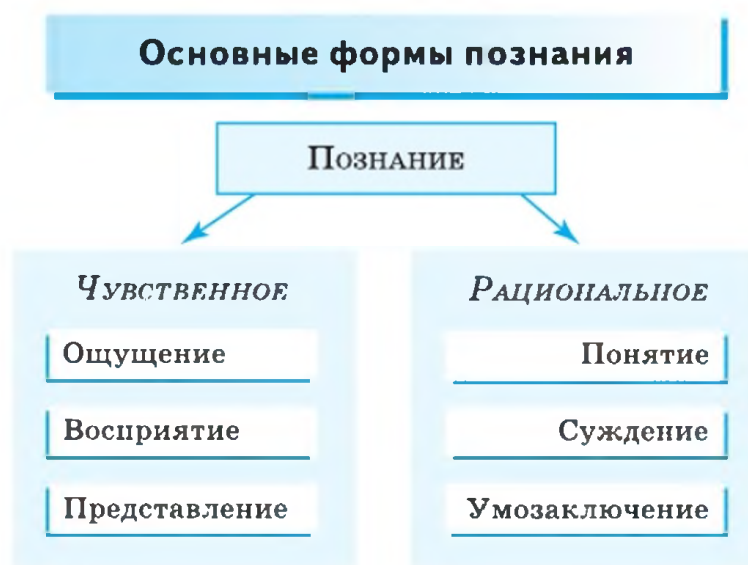 Основные формы познания
Познание
Чувственное
Ощущение
Восприятие
Представление
Рациональное
Понятие
Суждение
Умозаключение